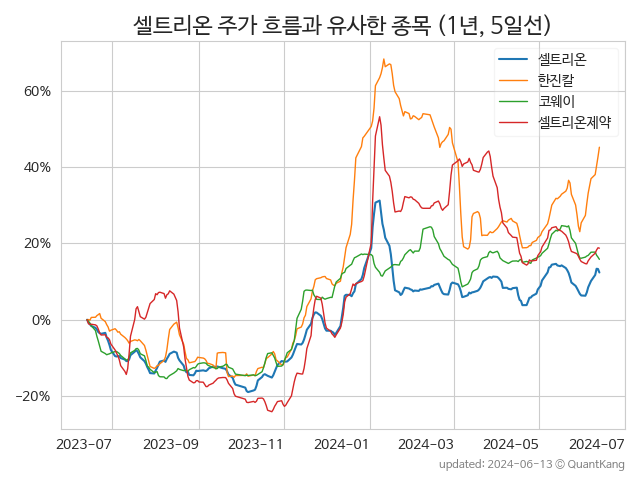 셀트리온 주가 흐름과 유사한 종목 (1년, 5일선)
셀트리온
한진칼
코웨이
셀트리온제약
60%
40%
20%
0%
−20%
2023−07
2023−09
2023−11
2024−01
2024−03
2024−05
2024−07
updated: 2024-06-13 © QuantKang